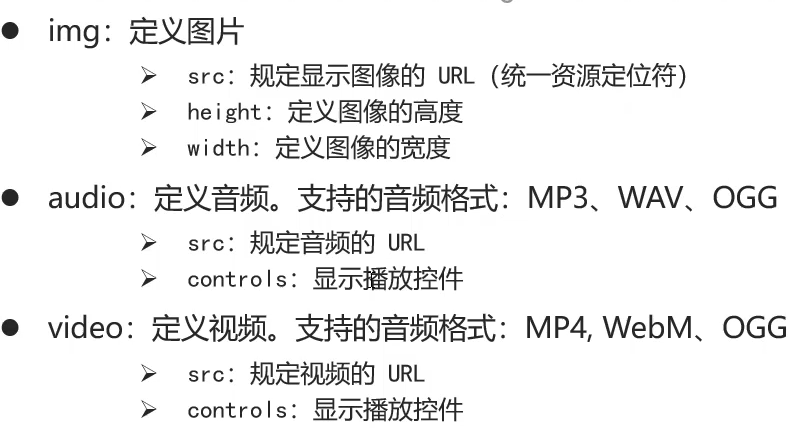 ● img：定义图片
➢ src：规定显示图像的 URL（统一资源定位符）
➢ height：定义图像的高度
➢ width：定义图像的宽度
● audio：定义音频。支持的音频格式：MP3、WAV、OGG
➢ src：规定音频的 URL
➢ controls：显示播放控件
● video：定义视频。支持的音频格式：MP4, WebM、OGG
➢ src：规定视频的 URL
➢ controls：显示播放控件